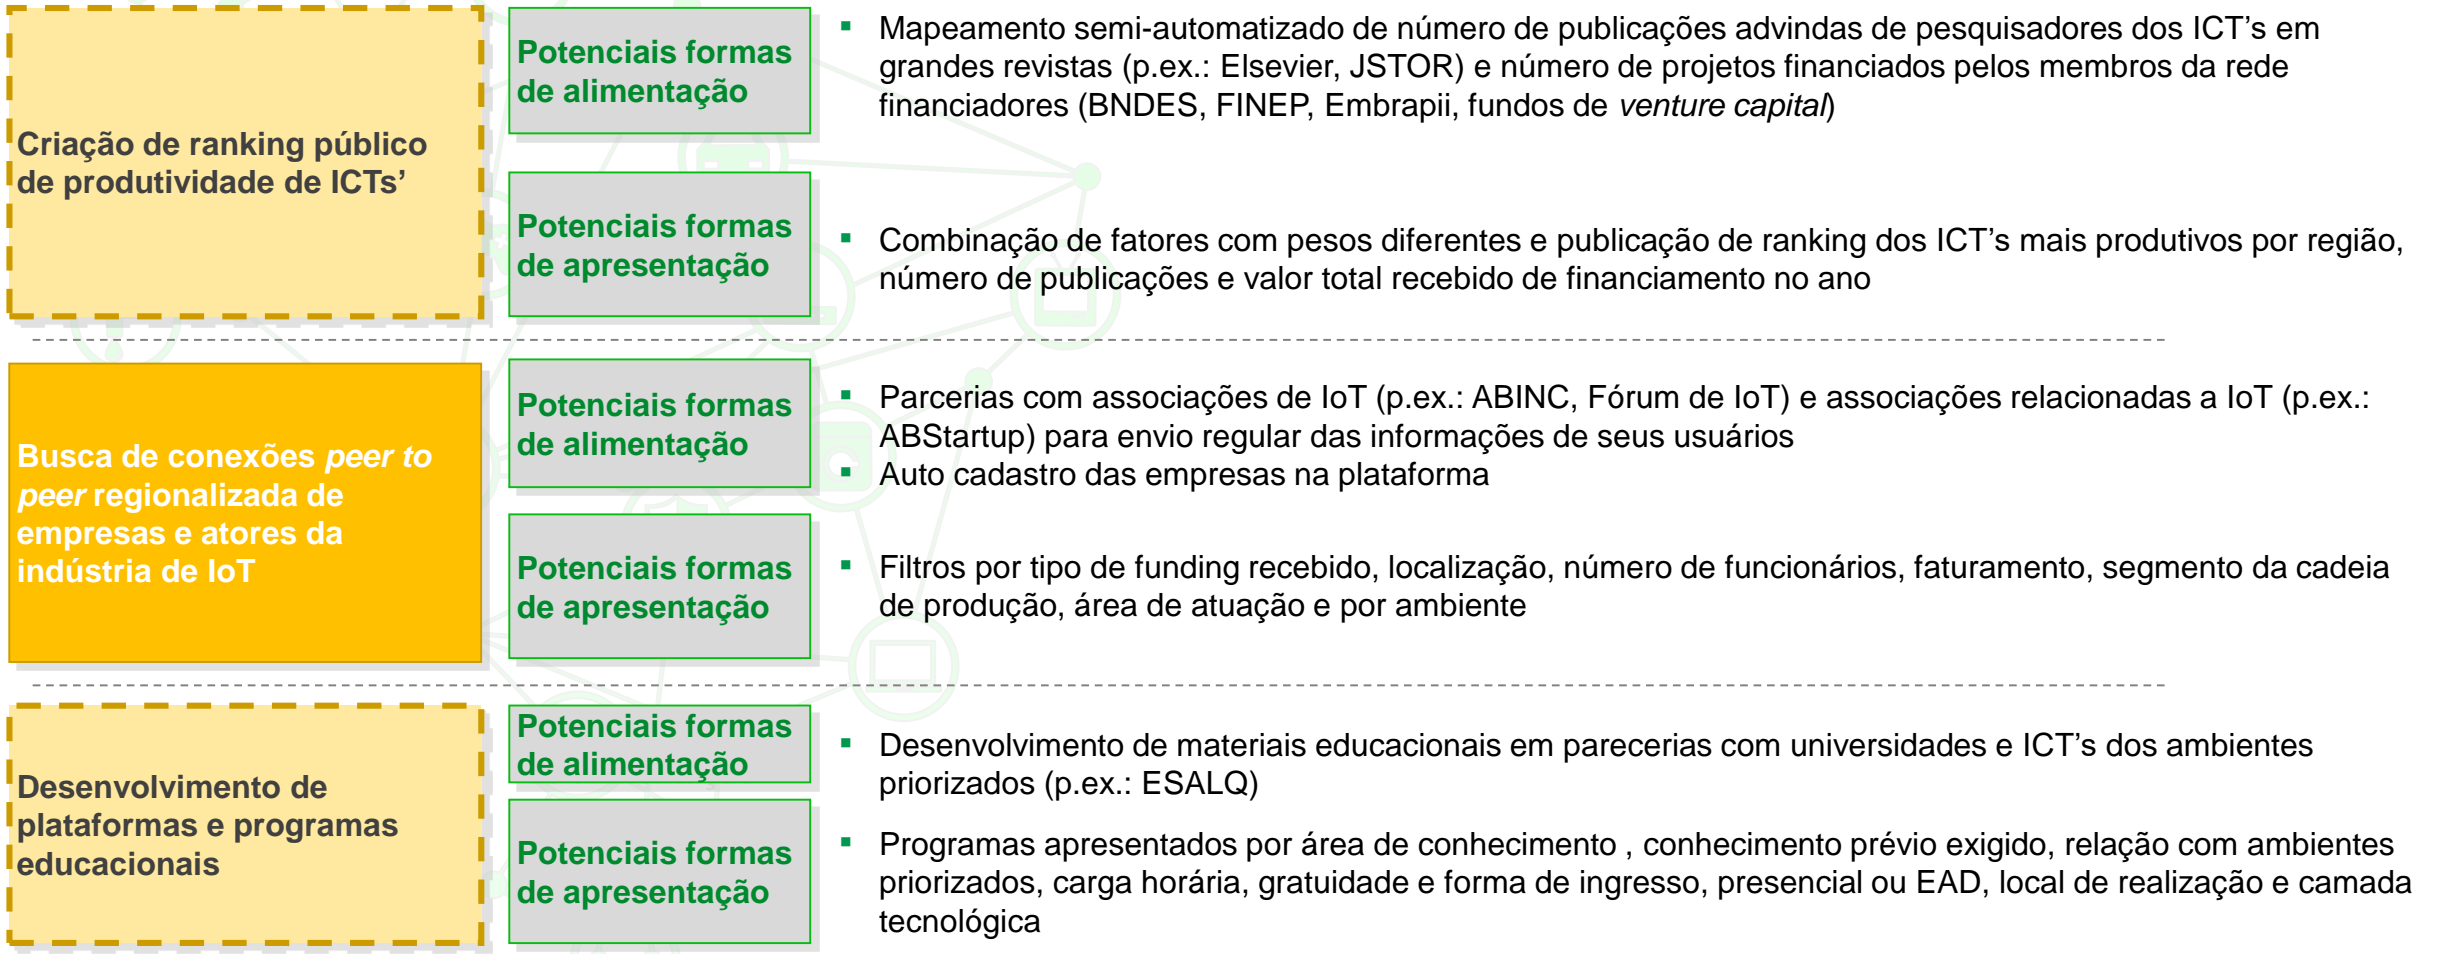 Criação de ranking público
de produtividade de ICTs’
Potenciais formas
de alimentação
▪ Mapeamento semi-automatizado de número de publicações advindas de pesquisadores dos ICT’s em
grandes revistas (p.ex.: Elsevier, JSTOR) e número de projetos financiados pelos membros da rede
financiadores (BNDES, FINEP, Embrapii, fundos de venture capital)
Potenciais formas
de apresentação
▪ Combinação de fatores com pesos diferentes e publicação de ranking dos ICT’s mais produtivos por região,
número de publicações e valor total recebido de financiamento no ano
Busca de conexões peer to
peer regionalizada de
empresas e atores da
indústria de IoT
Potenciais formas
de alimentação
▪ Parcerias com associações de IoT (p.ex.: ABINC, Fórum de IoT) e associações relacionadas a IoT (p.ex.:
ABStartup) para envio regular das informações de seus usuários
▪ Auto cadastro das empresas na plataforma
Potenciais formas
de apresentação
▪ Filtros por tipo de funding recebido, localização, número de funcionários, faturamento, segmento da cadeia
de produção, área de atuação e por ambiente
Desenvolvimento de
plataformas e programas
educacionais
Potenciais formas
de alimentação
▪ Desenvolvimento de materiais educacionais em parecerias com universidades e ICT’s dos ambientes
priorizados (p.ex.: ESALQ)
Potenciais formas
de apresentação
▪ Programas apresentados por área de conhecimento , conhecimento prévio exigido, relação com ambientes
priorizados, carga horária, gratuidade e forma de ingresso, presencial ou EAD, local de realização e camada
tecnológica